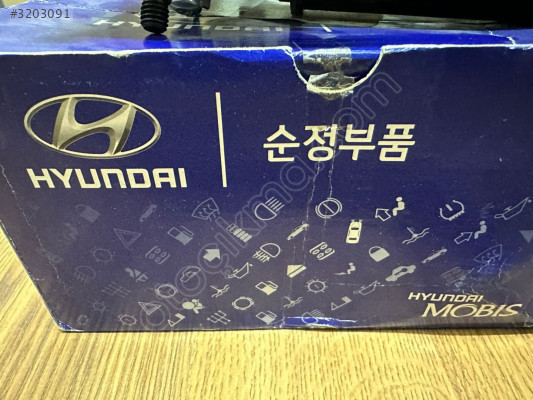 #3203091
HYUNDAI
순정부품
HYUNDAI
MOBIS